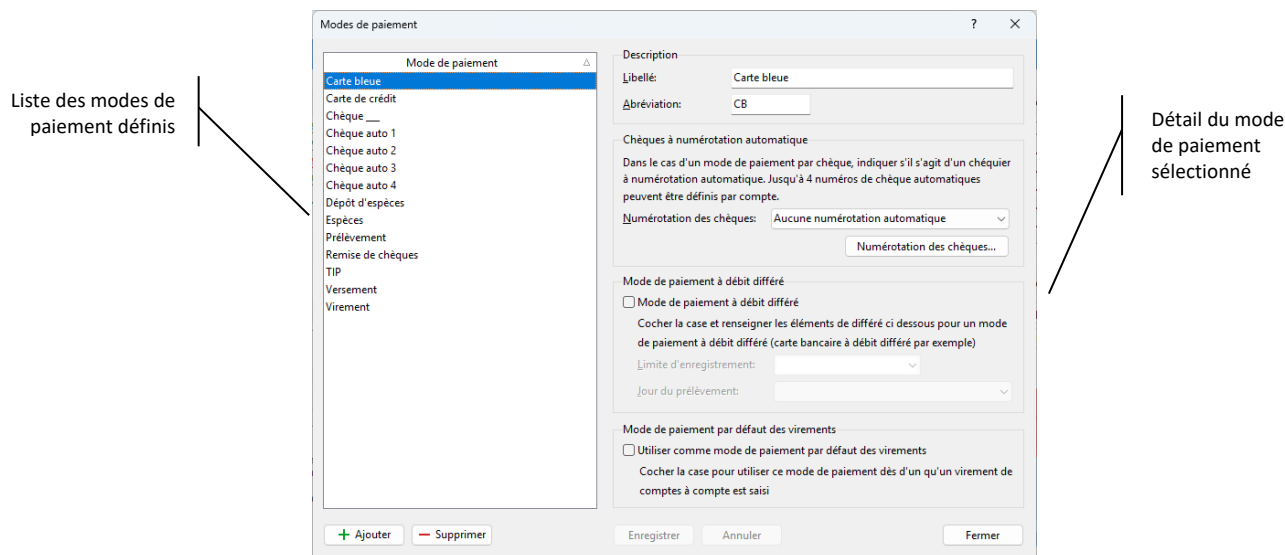 Modes de paiement
?
Liste des modes de
paiement définis
Mode de paiement
Carte bleue
Carte de crédit
Chèque __
Chèque auto 1
Chèque auto 2
Chèque auto 3
Chèque auto 4
Dépôt d'espèces
Espèces
Prélèvement
Remise de chèques
TIP
Versement
Virement
Ajouter
Supprimer
Description
Libellé: Carte bleue
Abréviation: CB
Chèques à numérotation automatique
Dans le cas d'un mode de paiement par chèque, indiquer s'il s'agit d'un chéquier
à numérotation automatique. Jusqu'à 4 numéros de chèque automatiques
peuvent être définis par compte.
Numérotation des chèques: Aucune numérotation automatique
Numérotation des chèques...
Mode de paiement à débit différé
Mode de paiement à débit différé
Cocher la case et renseigner les éléments de différé ci dessous pour un mode
de paiement à débit différé (carte bancaire à débit différé par exemple)
Limite d'enregistrement:
Jour du prélèvement:
Mode de paiement par défaut des virements
Utiliser comme mode de paiement par défaut des virements
Cocher la case pour utiliser ce mode de paiement dès d'un qu'un virement de
comptes à compte est saisi
Enregistrer
Annuler
Fermer
Détail du mode
de paiement
sélectionné